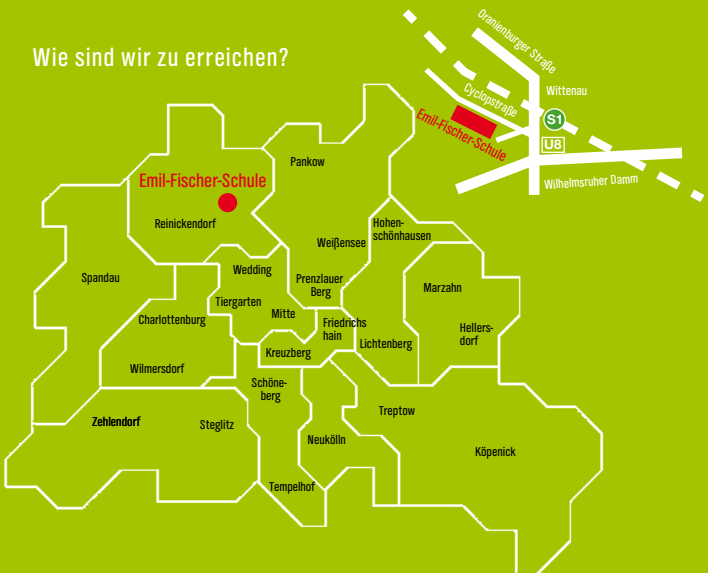 Wie sind wir zu erreichen?
Oranienburger Straße
Wittenau
Cyclopstraße
S1
Emil-Fischer-Schule
U8
Wilhelmsruher Damm
Pankow
Emil-Fischer-Schule
Reinickendorf
Hohen-
schönhausen
Weißensee
Spandau
Wedding
Prenzlauer
Berg
Marzahn
Tiergarten
Mitte
Charlottenburg
Friedrichs
hain
Hellers-
dorf
Lichtenberg
Kreuzberg
Wilmersdorf
Schöne-
berg
Treptow
Zehlendorf
Steglitz
Neukölln
Köpenick
Tempelhof